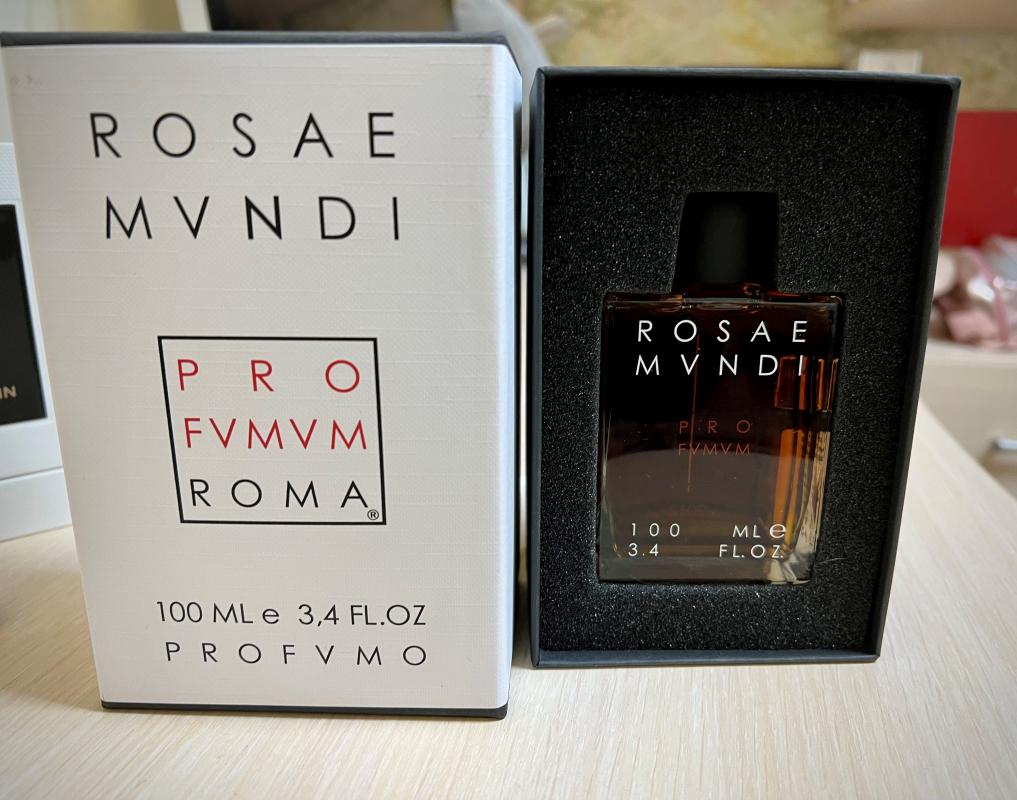 ROSAE
MVNDI
PRO
FVMVM
ROMA®
100 ML e 3,4 FL.OZ
PROFVMO
ROSAE
MVNDI
PRO
FVMVM
100 ML e
3.4 FL.OZ.